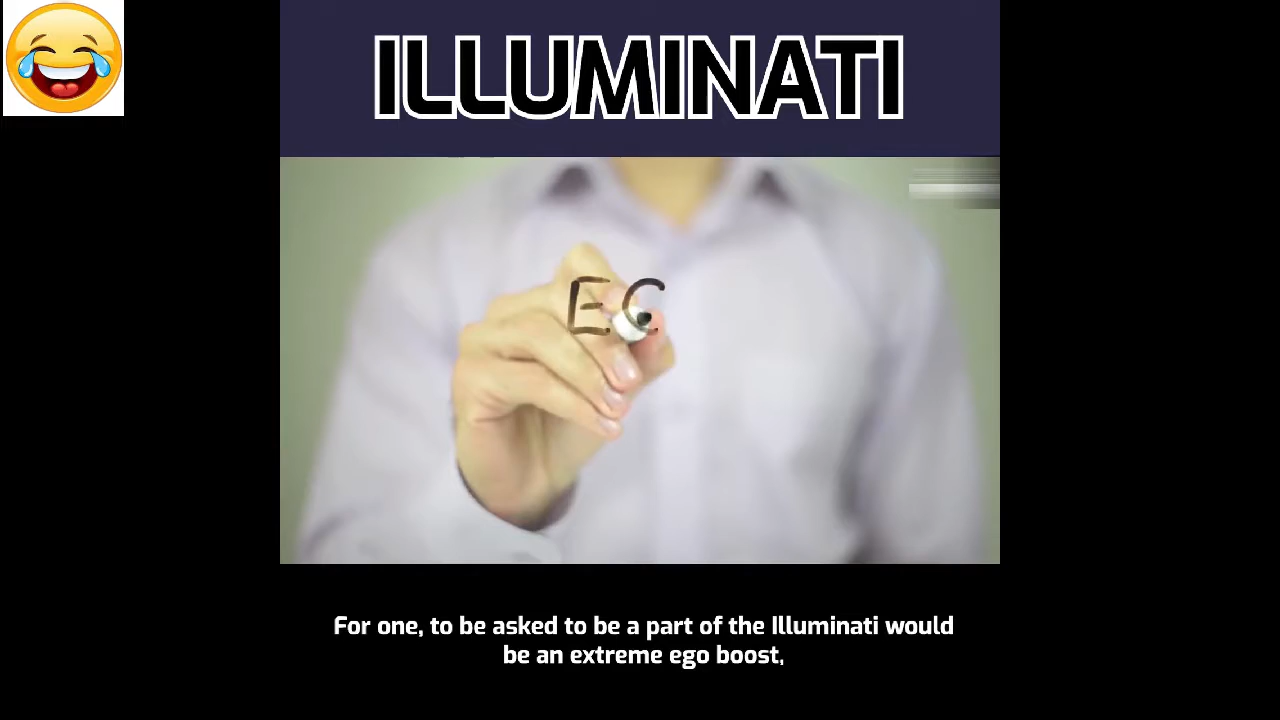 ILLUMINATI
EG
For one, to be asked to be a part of the Illuminati would
be an extreme ego boost,